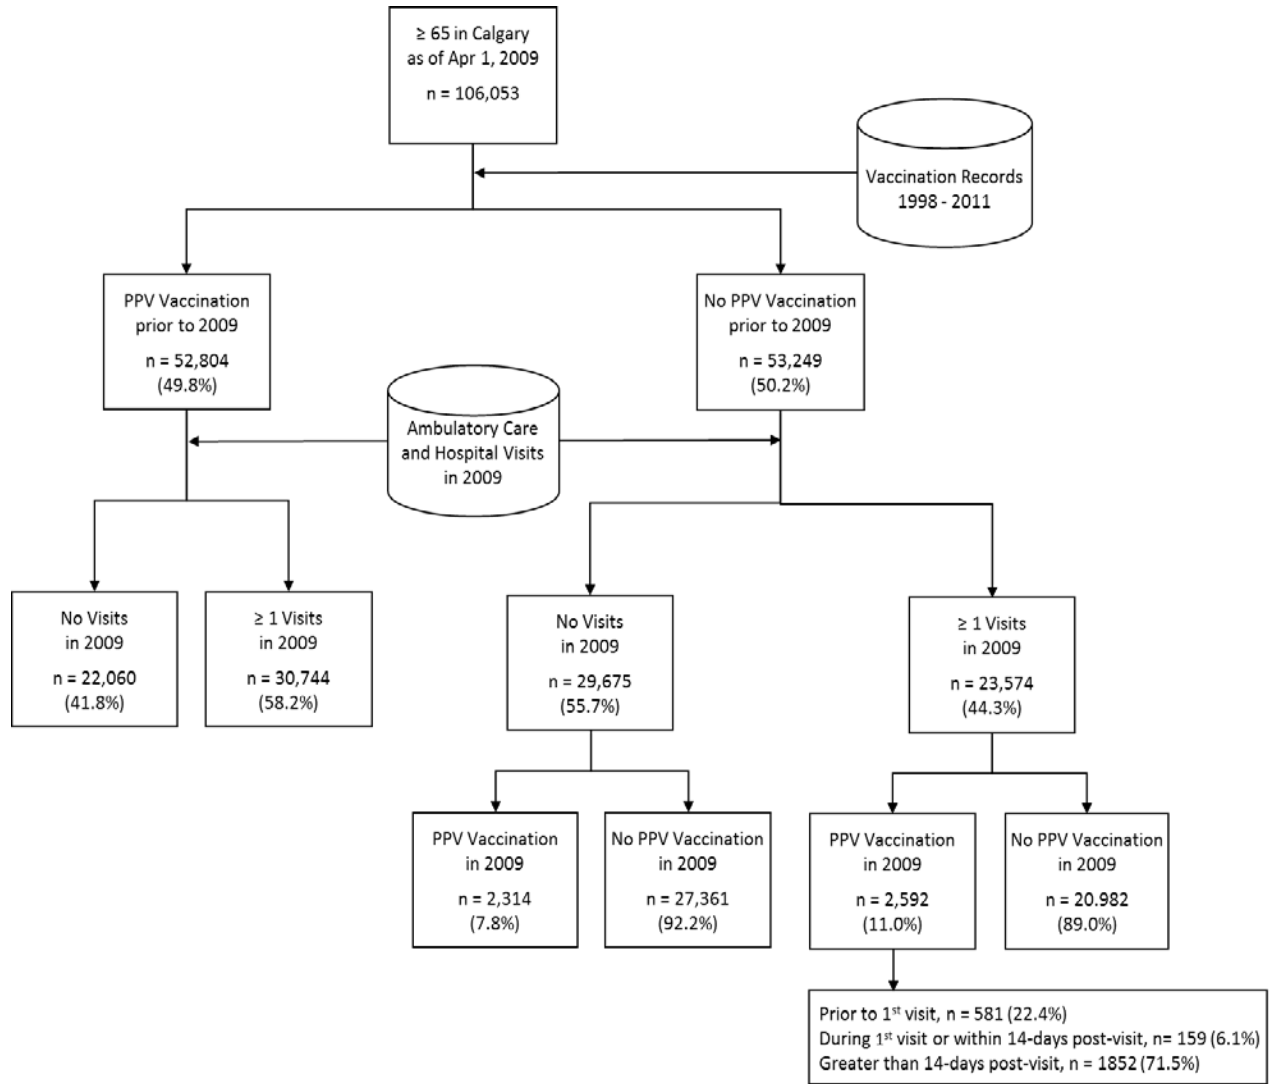 ≥ 65 in Calgary
as of Apr 1, 2009
n = 106,053
Vaccination Records
1998 - 2011
PPV Vaccination
prior to 2009
n = 52,804
(49.8%)
No PPV Vaccination
prior to 2009
n = 53,249
(50.2%)
Ambulatory Care
and Hospital Visits
in 2009
No Visits
in 2009
n = 22,060
(41.8%)
≥ 1 Visits
in 2009
n = 30,744
(58.2%)
No Visits
in 2009
n = 29,675
(55.7%)
≥ 1 Visits
in 2009
n = 23,574
(44.3%)
PPV Vaccination
in 2009
n = 2,314
(7.8%)
No PPV Vaccination
in 2009
n = 27,361
(92.2%)
PPV Vaccination
in 2009
n = 2,592
(11.0%)
No PPV Vaccination
in 2009
n = 20.982
(89.0%)
Prior to 1st visit, n = 581 (22.4%)
During 1st visit or within 14-days post-visit, n= 159 (6.1%)
Greater than 14-days post-visit, n = 1852 (71.5%)